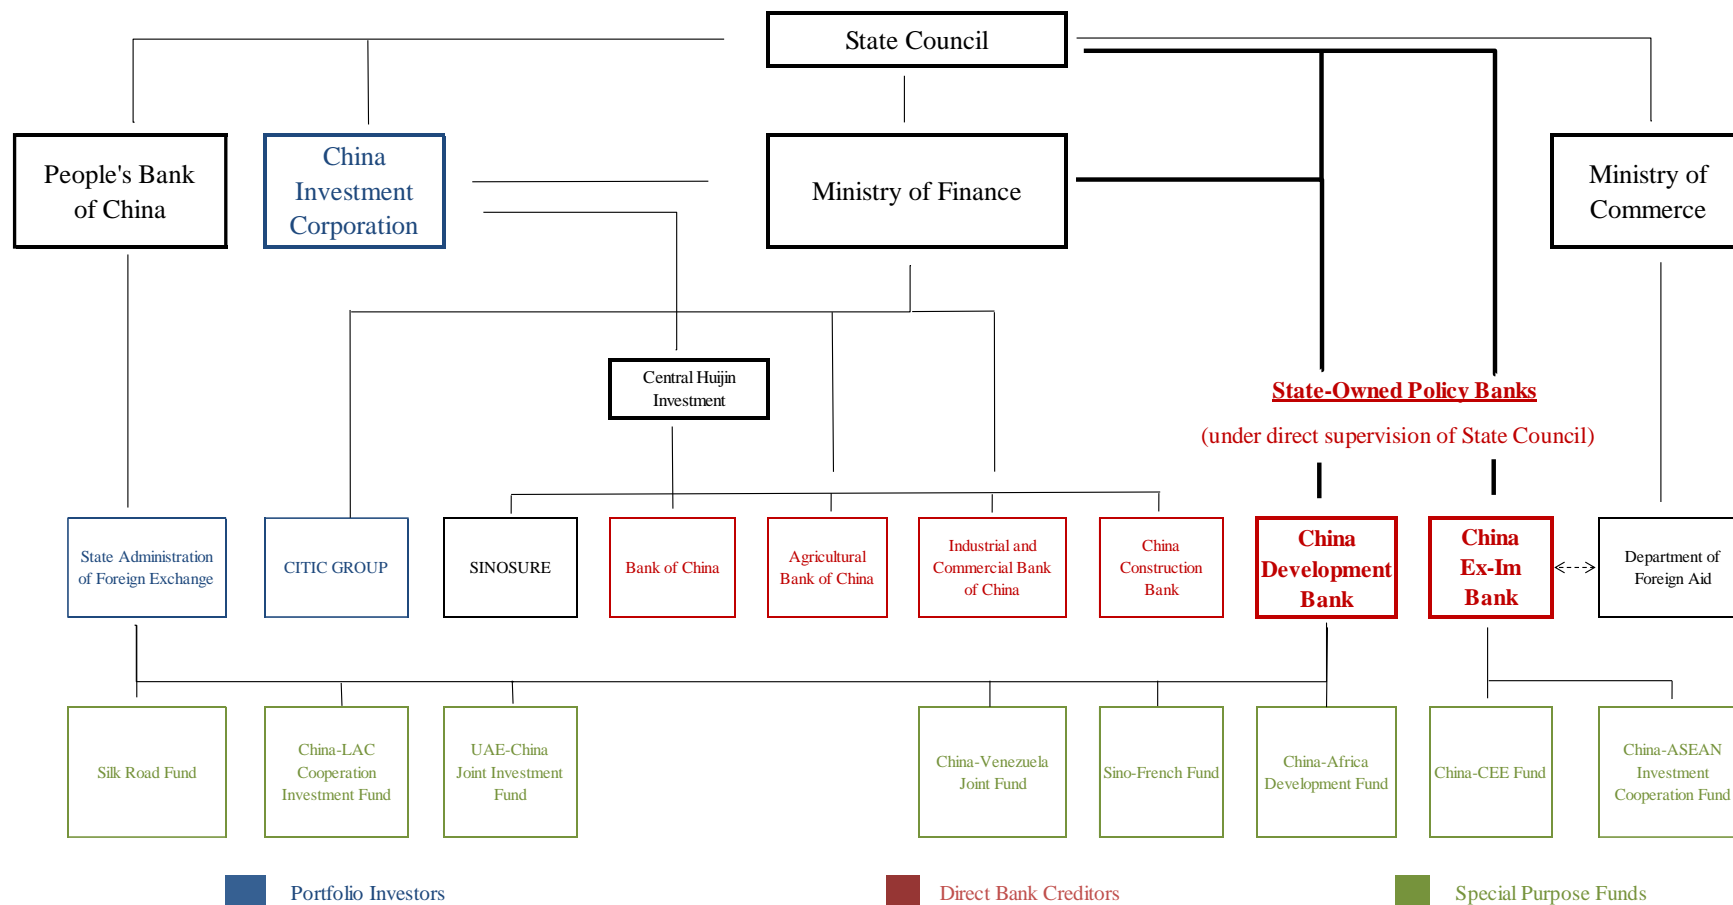 State Council
People's Bank
of China
China
Investment
Corporation
Ministry of Finance
Ministry of
Commerce
Central Huijin
Investment
State-Owned Policy Banks
(under direct supervision of State Council)
State Administration
of Foreign Exchange
CITIC GROUP
SINOSURE
Bank of China
Agricultural
Bank of China
Industrial and
Commercial Bank
of China
China
Construction
Bank
China
Development
Bank
China
Ex-Im
Bank
Department of
Foreign Aid
Silk Road Fund
China-LAC
Cooperation
Investment Fund
UAE-China
Joint Investment
Fund
China-Venezuela
Joint Fund
Sino-French Fund
China-Africa
Development Fund
China-CEE Fund
China-ASEAN
Investment
Cooperation Fund
Portfolio Investors
Direct Bank Creditors
Special Purpose Funds